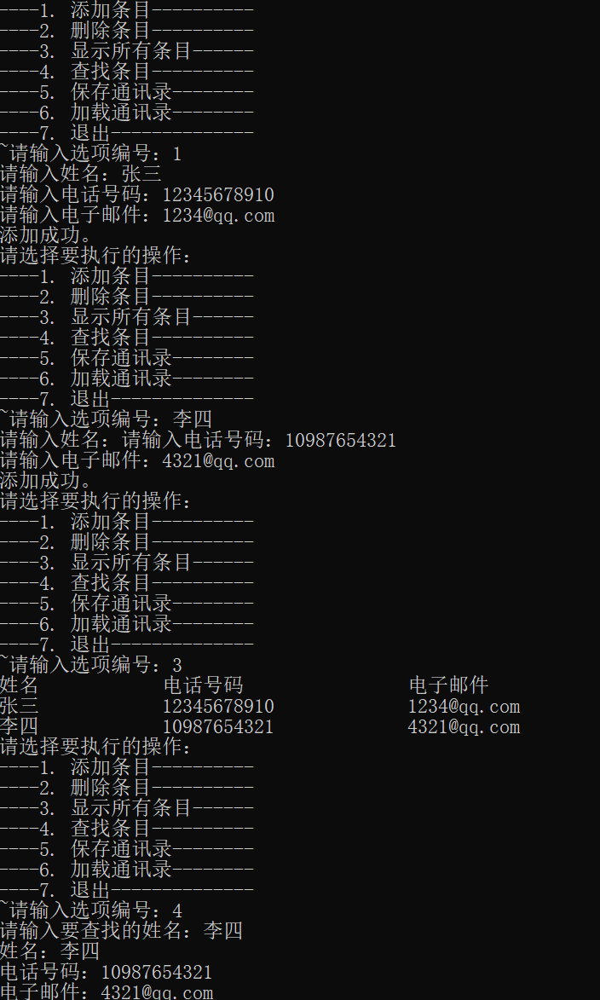 ----1. 添加条目----------
----2. 删除条目----------
----3. 显示所有条目------
----4. 查找条目----------
----5. 保存通讯录--------
----6. 加载通讯录--------
----7. 退出--------------
~请输入选项编号：1
请输入姓名：张三
请输入电话号码：12345678910
请输入电子邮件：1234@qq.com
添加成功。
请选择要执行的操作：
----1. 添加条目----------
----2. 删除条目----------
----3. 显示所有条目------
----4. 查找条目----------
----5. 保存通讯录--------
----6. 加载通讯录--------
----7. 退出--------------
~请输入选项编号：李四
请输入姓名：请输入电话号码：10987654321
请输入电子邮件：4321@qq.com
添加成功。
请选择要执行的操作：
----1. 添加条目----------
----2. 删除条目----------
----3. 显示所有条目------
----4. 查找条目----------
----5. 保存通讯录--------
----6. 加载通讯录--------
----7. 退出--------------
~请输入选项编号：3
姓名 电话号码 电子邮件
张三 12345678910 1234@qq.com
李四 10987654321 4321@qq.com
请选择要执行的操作：
----1. 添加条目----------
----2. 删除条目----------
----3. 显示所有条目------
----4. 查找条目----------
----5. 保存通讯录--------
----6. 加载通讯录--------
----7. 退出--------------
~请输入选项编号：4
请输入要查找的姓名：李四
姓名：李四
电话号码：10987654321
电子邮件：4321@qq.com